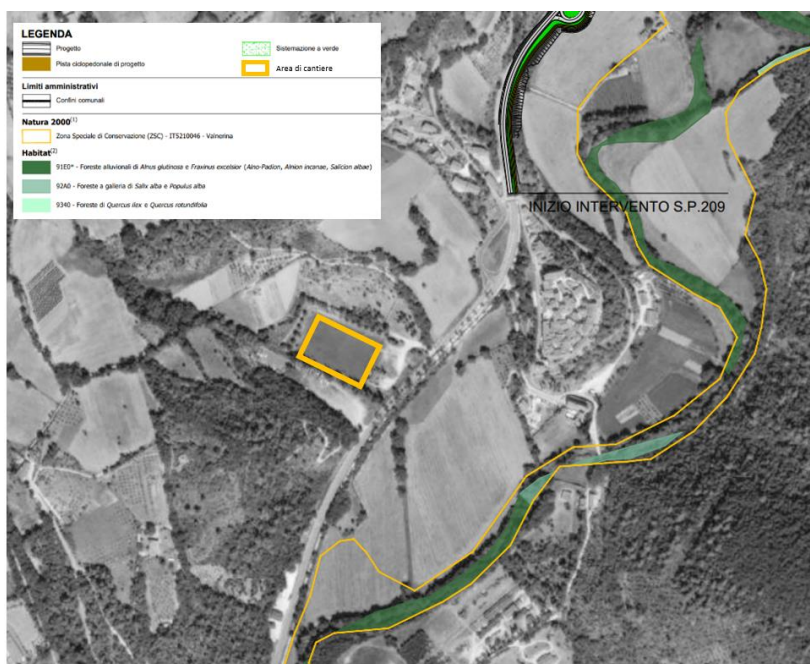 LEGENDA
Progetto
Sistemazione a verde
Pista ciclopedonale di progetto
Area di cantiere
Limiti amministrativi
Confini comunali
Natura 2000(1)
Zona Speciale di Conservazione (ZSC) - IT5210046 - Valnerina
Habitat(2)
91E0* - Foreste alluvionali di Alnus glutinosa e Fraxinus excelsior (Alno-Padion, Alnion incanae, Salicion albae)
92A0 - Foreste a galleria di Salix alba e Populus alba
9340 - Foreste di Quercus ilex e Quercus rotundifolia
INIZIO INTERVENTO S.P.209